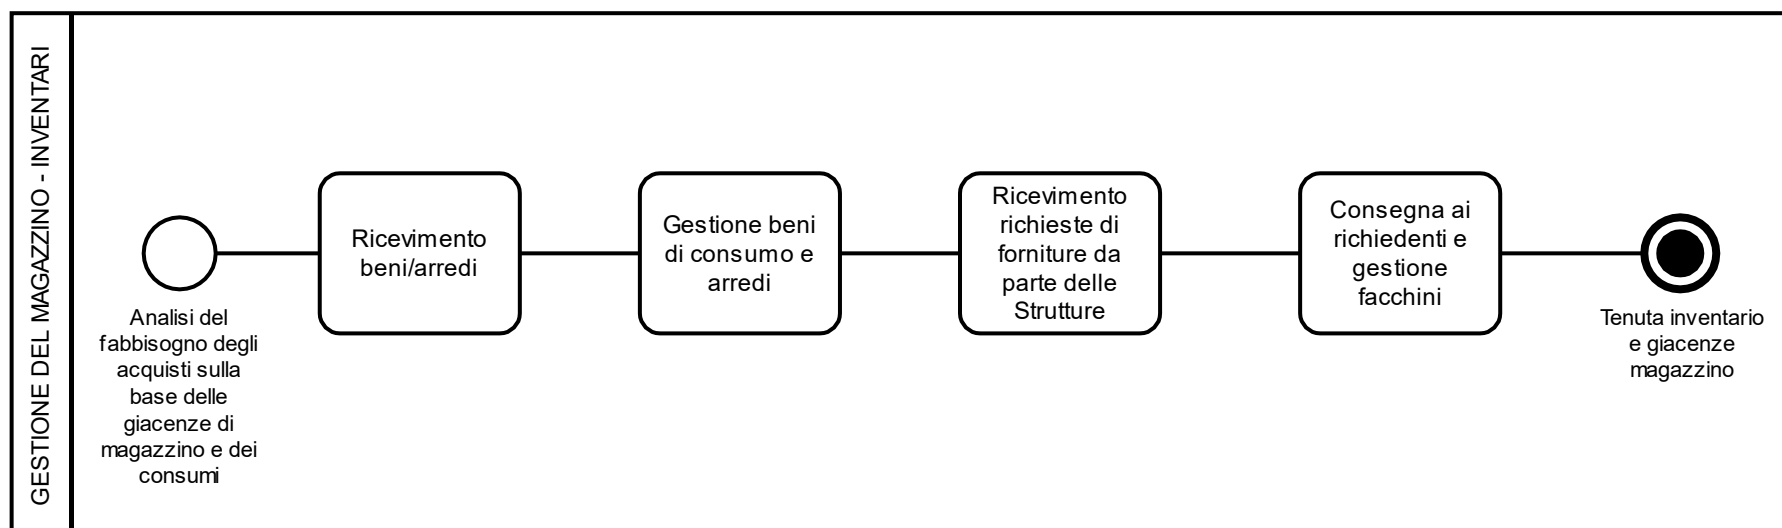 GESTIONE DEL MAGAZZINO - INVENTARI
Analisi del
fabbisogno degli
acquisti sulla
base delle
giacenze di
magazzino e dei
consumi
Ricevimento
beni/arredi
Gestione beni
di consumo e
arredi
Ricevimento
richieste di
forniture da
parte delle
Strutture
Consegna ai
richiedenti e
gestione
facchini
Tenuta inventario
e giacenze
magazzino